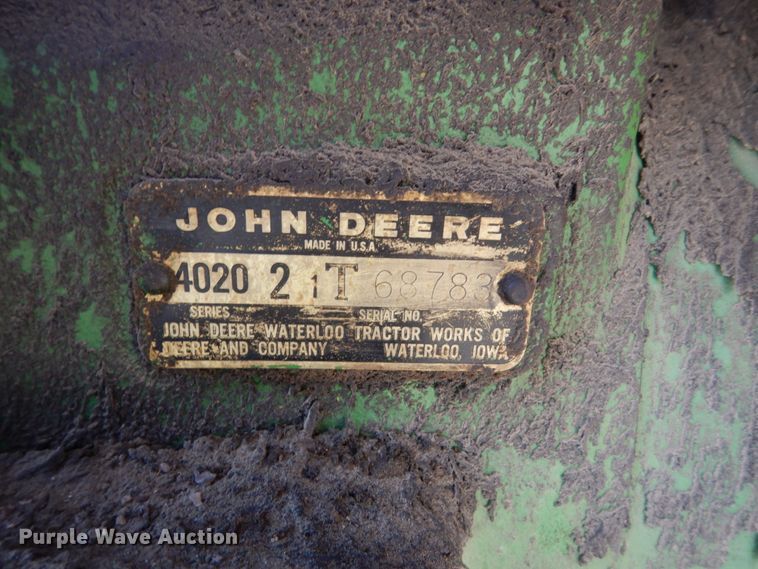 JOHN DEERE
MADE IN U.S.A.
4020 2 1T 68783
SERIES SERIAL NO.
JOHN DEERE WATERLOO TRACTOR WORKS OF
DEERE AND COMPANY WATERLOO, IOWA
Purple Wave Auction